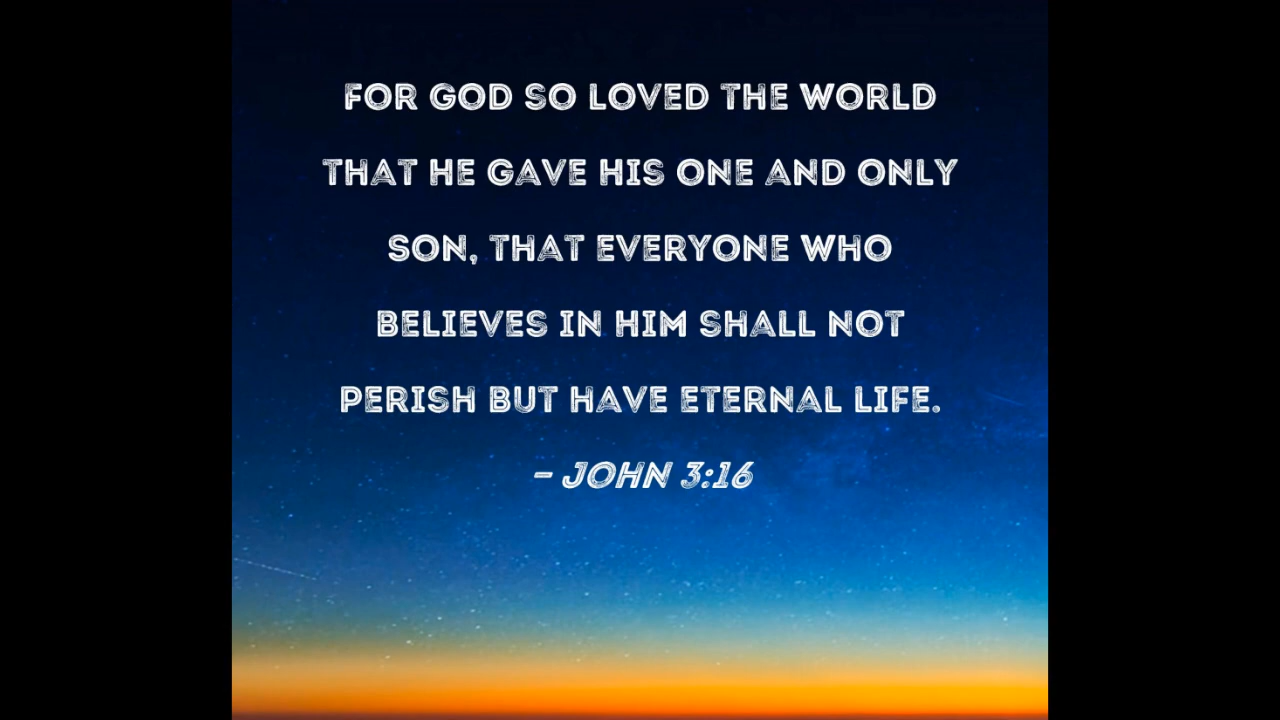 FOR GOD SO LOVED THE WORLD
THAT HE GAVE HIS ONE AND ONLY
SON, THAT EVERYONE WHO
BELIEVES IN HIM SHALL NOT
PERISH BUT HAVE ETERNAL LIFE.
– JOHN 3:16